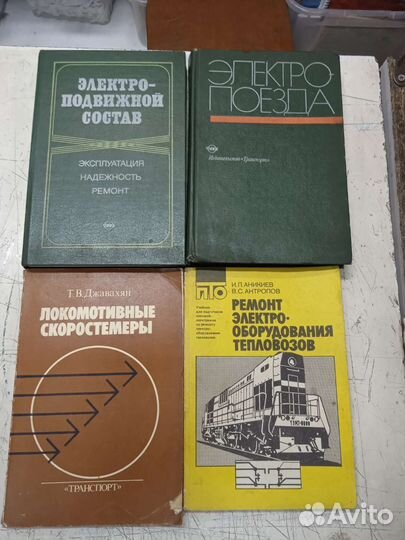 ЭЛЕКТРО-
ПОДВИЖНОЙ
СОСТАВ
ЭКСПЛУАТАЦИЯ
НАДЕЖНОСТЬ
РЕМОНТ
ЭЛЕКТРО-
ПОЕЗДА
Издательство «Транспорт»
Т. В. Джавахян
ЛОКОМОТИВНЫЕ
СКОРОСТЕМЕРЫ
«ТРАНСПОРТ»
ПТО
И.П.АНИКИЕВ
В.С.АНТРОПОВ
РЕМОНТ
ЭЛЕКТРО-
ОБОРУДОВАНИЯ
ТЕПЛОВОЗОВ
Avito